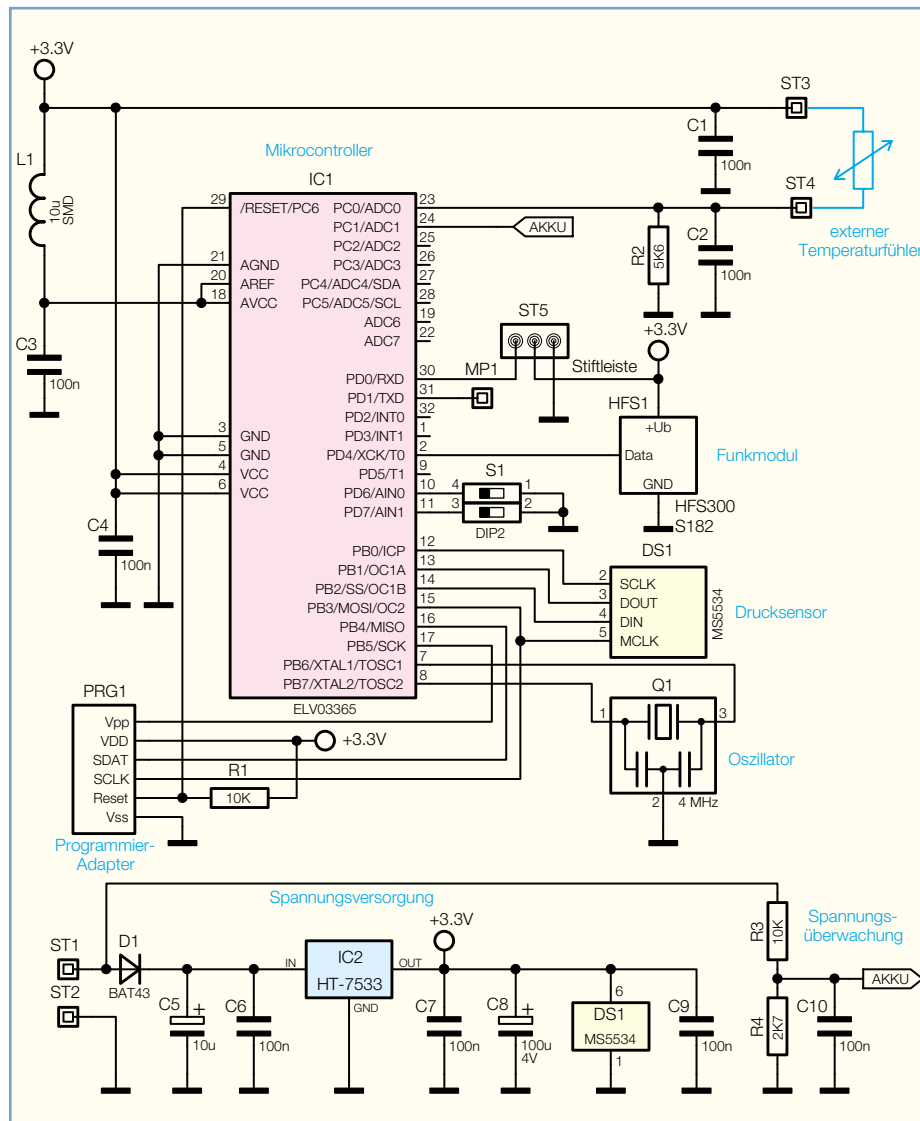 +3.3V
ST3
C1
100n
L1
10u
SMD
Mikrocontroller
IC1
ST4
externer
Temperaturfühler
29
/RESET/PC6
PC0/ADC0
23
PC1/ADC1
24
AKKU
PC2/ADC2
25
21
AGND
PC3/ADC3
26
20
AREF
PC4/ADC4/SDA
27
18
AVCC
PC5/ADC5/SCL
28
ADC6
19
ADC7
22
R2
5K6
C2
100n
C3
100n
ST5
Stiftleiste
+3.3V
MP1
PD0/RXD
30
PD1/TXD
31
PD2/INT0
32
3
GND
PD3/INT1
1
5
GND
PD4/XCK/T0
2
4
VCC
PD5/T1
9
6
VCC
PD6/AIN0
10
PD7/AIN1
11
HFS1
+Ub
Data
GND
Funkmodul
HFS300
S182
S1
4
1
3
2
DIP2
C4
100n
PB0/ICP
12
PB1/OC1A
13
PB2/SS/OC1B
14
PB3/MOSI/OC2
15
PB4/MISO
16
PB5/SCK
17
PB6/XTAL1/TOSC1
7
PB7/XTAL2/TOSC2
8
ELV03365
DS1
2
SCLK
3
DOUT
4
DIN
5
MCLK
MS5534
Drucksensor
Q1
1
3
2
4 MHz
Oszillator
PRG1
Vpp
VDD
SDAT
SCLK
Reset
Vss
+3.3V
R1
10K
Programmier-
Adapter
Spannungsversorgung
ST1
D1
BAT43
ST2
C5
+
10u
C6
100n
IN
IC2
HT-7533
OUT
GND
+3.3V
C7
100n
C8
+
100u
4V
6
DS1
MS5534
1
C9
100n
R3
10K
Spannungs-
überwachung
AKKU
R4
2K7
C10
100n